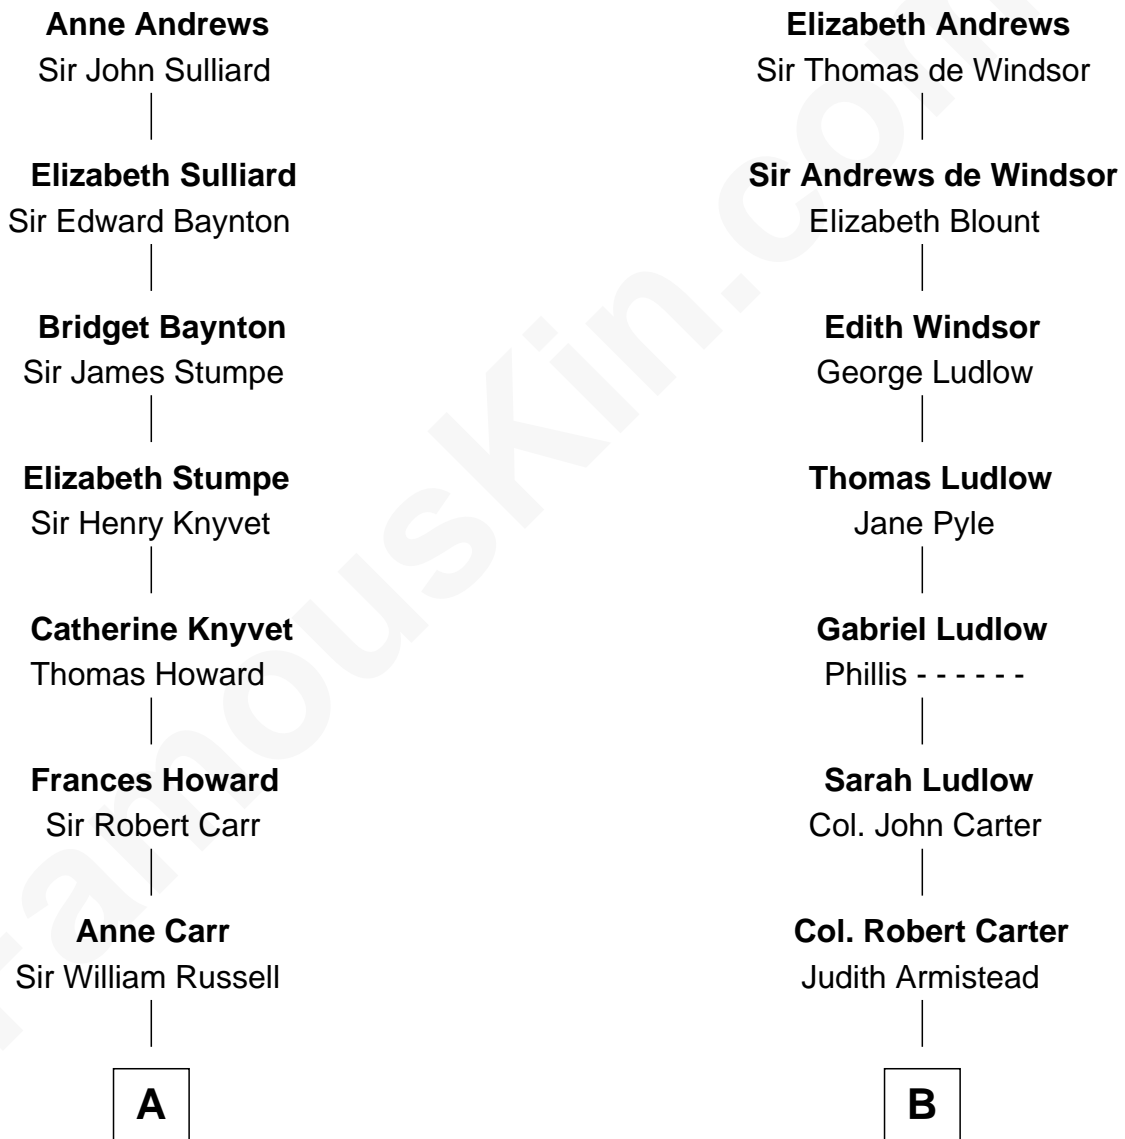 Anne Andrews
Sir John Sulliard
Elizabeth Sulliard
Sir Edward Baynton
Bridget Baynton
Sir James Stumpe
Elizabeth Stumpe
Sir Henry Knyvet
Catherine Knyvet
Thomas Howard
Frances Howard
Sir Robert Carr
Anne Carr
Sir William Russell
A
Elizabeth Andrews
Sir Thomas de Windsor
Sir Andrews de Windsor
Elizabeth Blount
Edith Windsor
George Ludlow
Thomas Ludlow
Jane Pyle
Gabriel Ludlow
Phillis - - - - - -
Sarah Ludlow
Col. John Carter
Col. Robert Carter
Judith Armistead
B
FamousKin.com